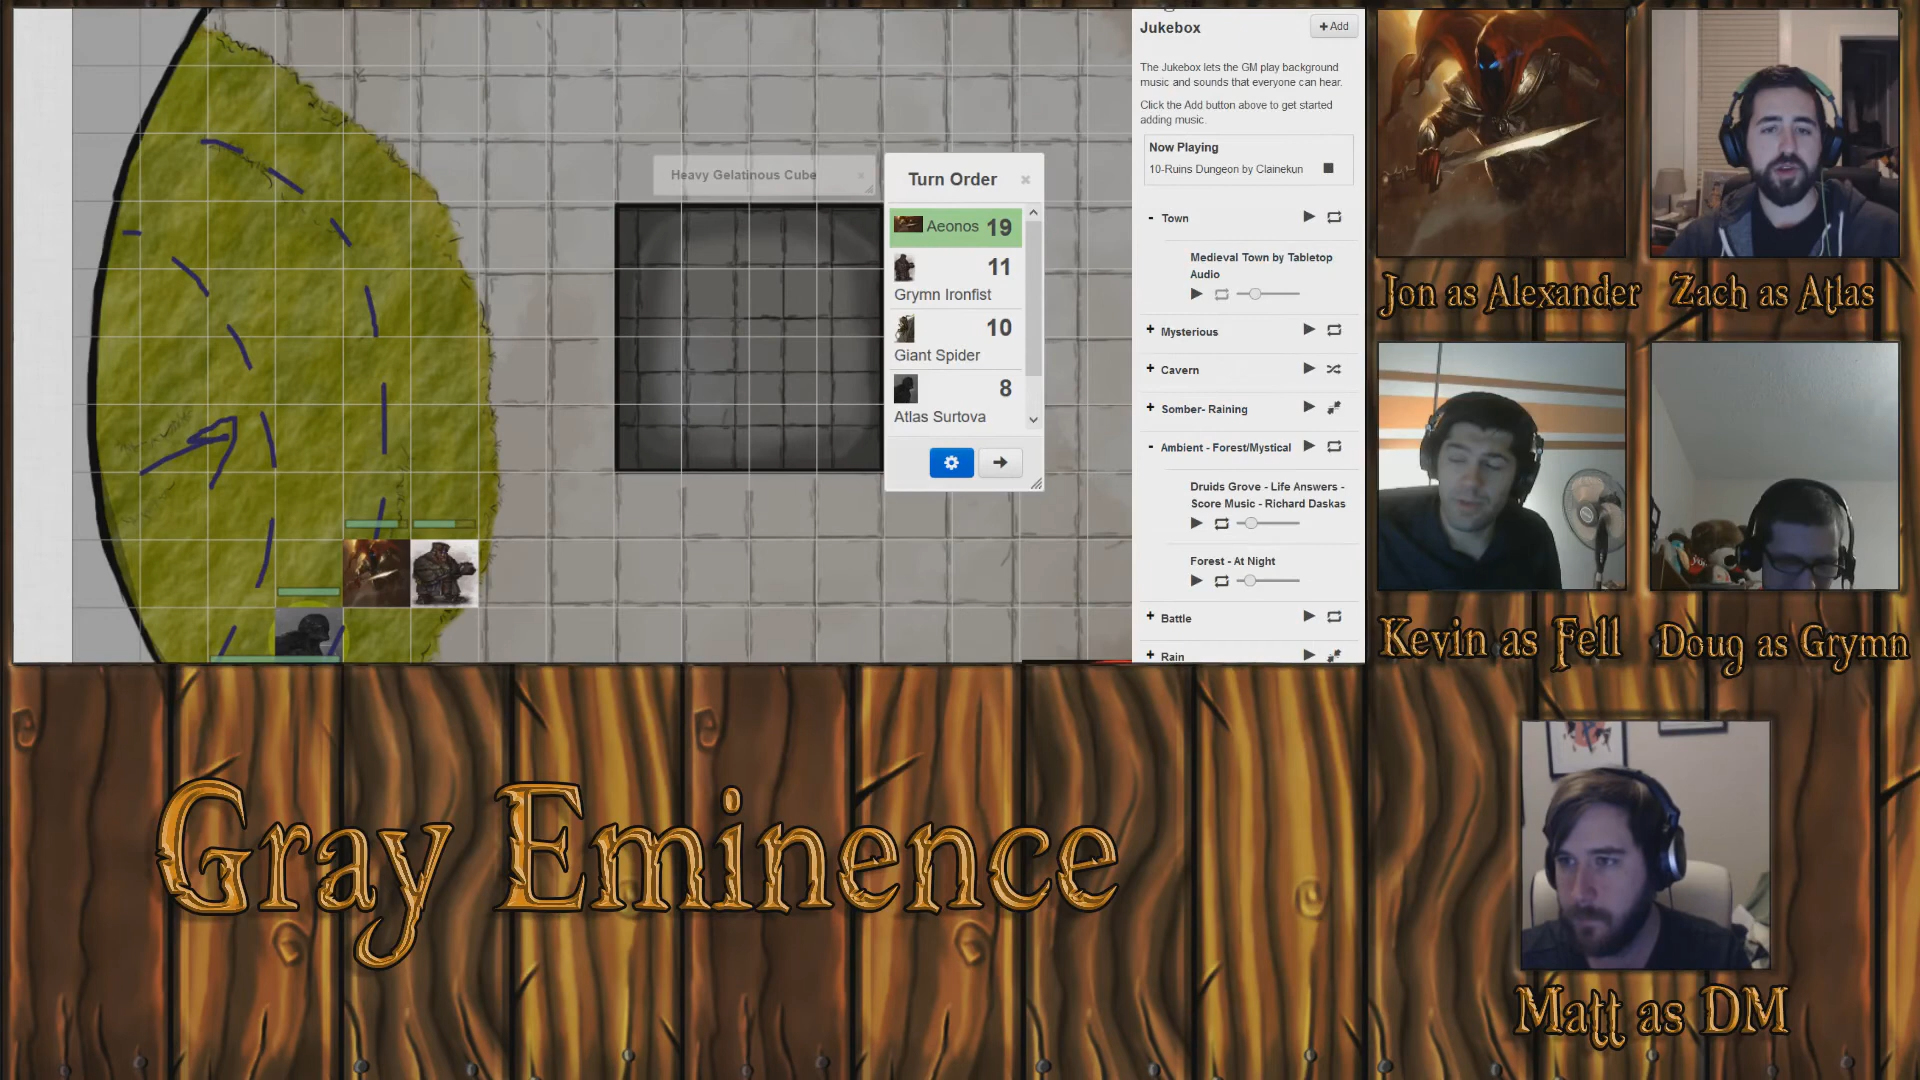 Jukebox
+ Add
The Jukebox lets the GM play background
music and sounds that everyone can hear.
Click the Add button above to get started
adding music.
Now Playing
10-Ruins Dungeon by Clainekun
- Town
Medieval Town by Tabletop
Audio
+ Mysterious
+ Cavern
+ Somber- Raining
- Ambient - Forest/Mystical
Druids Grove - Life Answers -
Score Music - Richard Daskas
Forest - At Night
+ Battle
+ Rain
Heavy Gelatinous Cube
Turn Order
Aeonos 19
11
Grymn Ironfist
10
Giant Spider
8
Atlas Surtova
Jon as Alexander
Zach as Atlas
Kevin as Fell
Doug as Grymn
Gray Eminence
Matt as DM